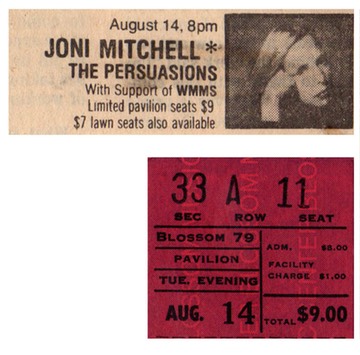 August 14, 8pm
JONI MITCHELL*
THE PERSUASIONS
With Support of WMMS
Limited pavilion seats $9
$7 lawn seats also available
33 A 11
SEC ROW SEAT
BLOSSOM 79
PAVILION
TUE. EVENING
AUG. 14
ADM. $8.00
FACILITY
CHARGE $1.00
TOTAL $9.00